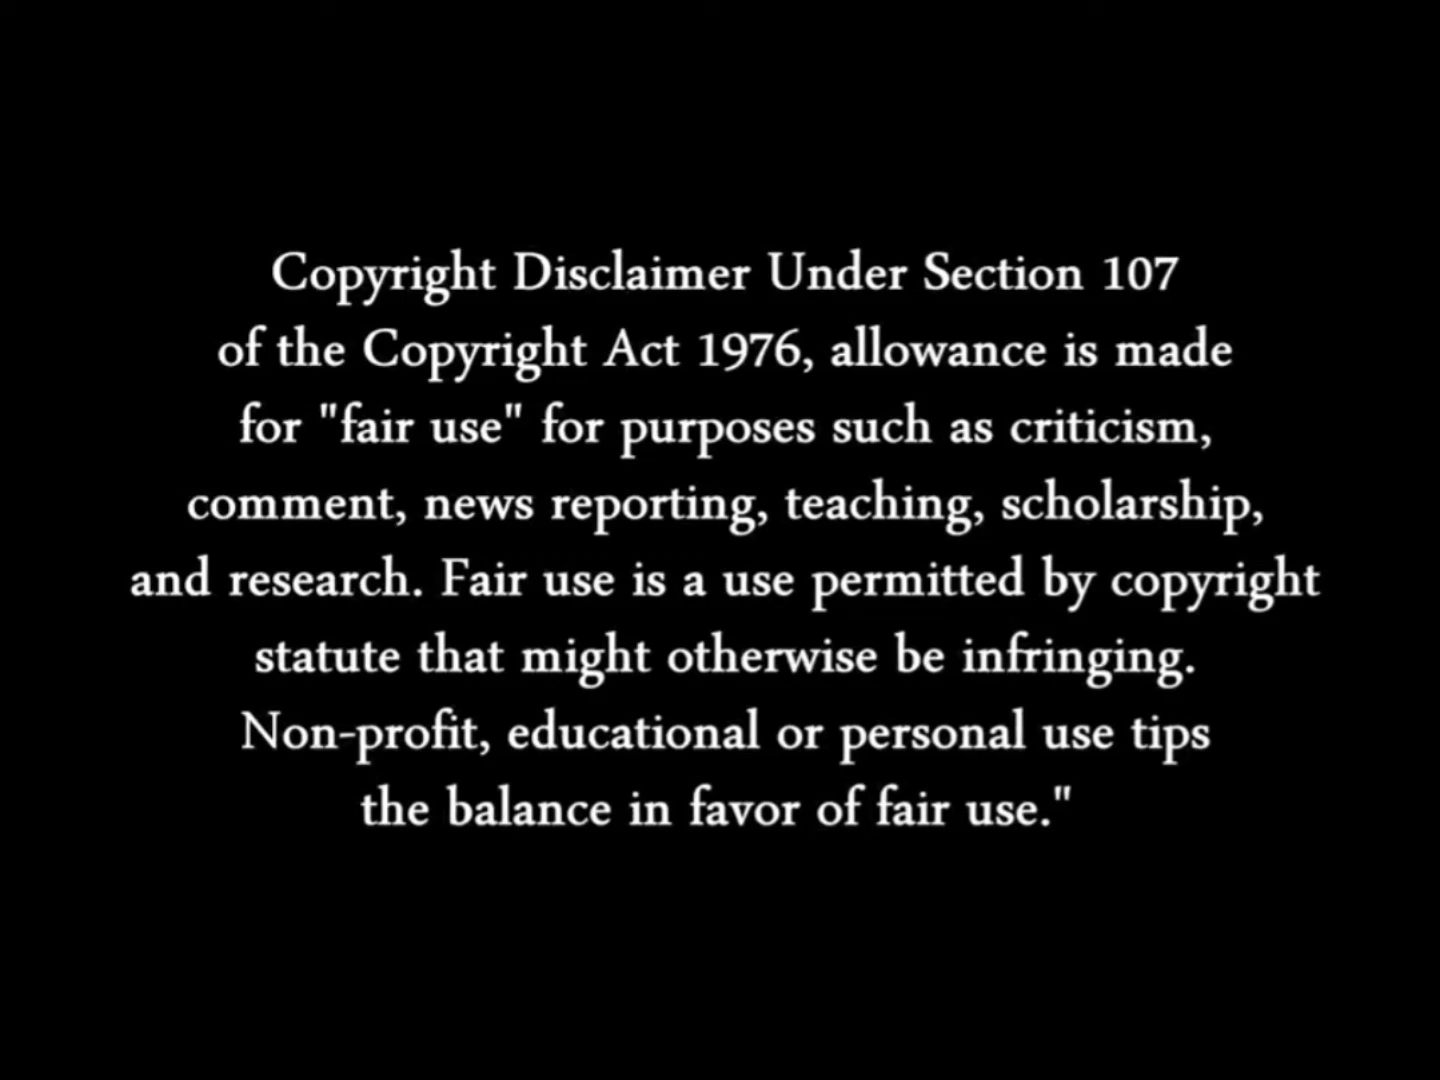 Copyright Disclaimer Under Section 107
of the Copyright Act 1976, allowance is made
for "fair use" for purposes such as criticism,
comment, news reporting, teaching, scholarship,
and research. Fair use is a use permitted by copyright
statute that might otherwise be infringing.
Non-profit, educational or personal use tips
the balance in favor of fair use."